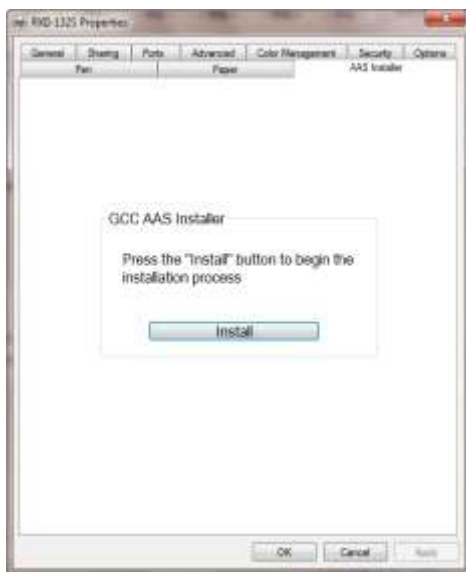 RXD-1325 Properties
General Sharing Ports Advanced Color Management Security Options
Pen Paper AAS Installer
GCC AAS Installer
Press the "Install" button to begin the
installation process
Install
OK Cancel Apply